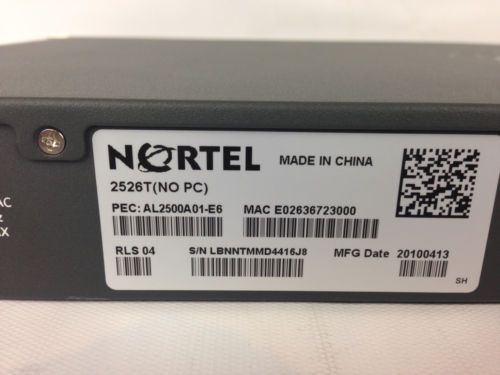 NORTEL MADE IN CHINA
2526T(NO PC)
PEC: AL2500A01-E6 MAC E02636723000
RLS 04 S/N LBNNTMMD4416J8 MFG Date 20100413
SH
AC